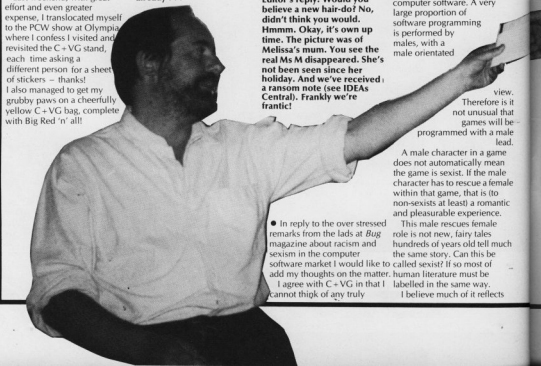 effort and even greater
expense, I translocated myself
to the PCW show at Olympia
where I confess I visited and
revisited the C+VG stand,
each time asking a
different person for a sheet
of stickers – thanks!
I also managed to get my
grubby paws on a cheerfully
yellow C+VG bag, complete
with Big Red 'n' all!
Editor's reply: Would you
believe a new hair-do? No,
didn't think you would.
Hmmm. Okay, it's own up
time. The picture was of
Melissa's mum. You see the
real Ms M disappeared. She's
not been seen since her
holiday. And we've received
a ransom note (see IDEAs
Central). Frankly we're
frantic!
● In reply to the over stressed
remarks from the lads at Bug
magazine about racism and
sexism in the computer
software market I would like to
add my thoughts on the matter.
I agree with C+VG in that I
cannot think of any truly
computer software. A very
large proportion of
software programming
is performed by
males, with a
male orientated
view.
Therefore is it
not unusual that
games will be
programmed with a male
lead.
A male character in a game
does not automatically mean
the game is sexist. If the male
character has to rescue a female
within that game, that is (to
non-sexists at least) a romantic
and pleasurable experience.
This male rescues female
role is not new, fairy tales
hundreds of years old tell much
the same story. Can this be
called sexist? If so most of
human literature must be
labelled in the same way.
I believe much of it reflects